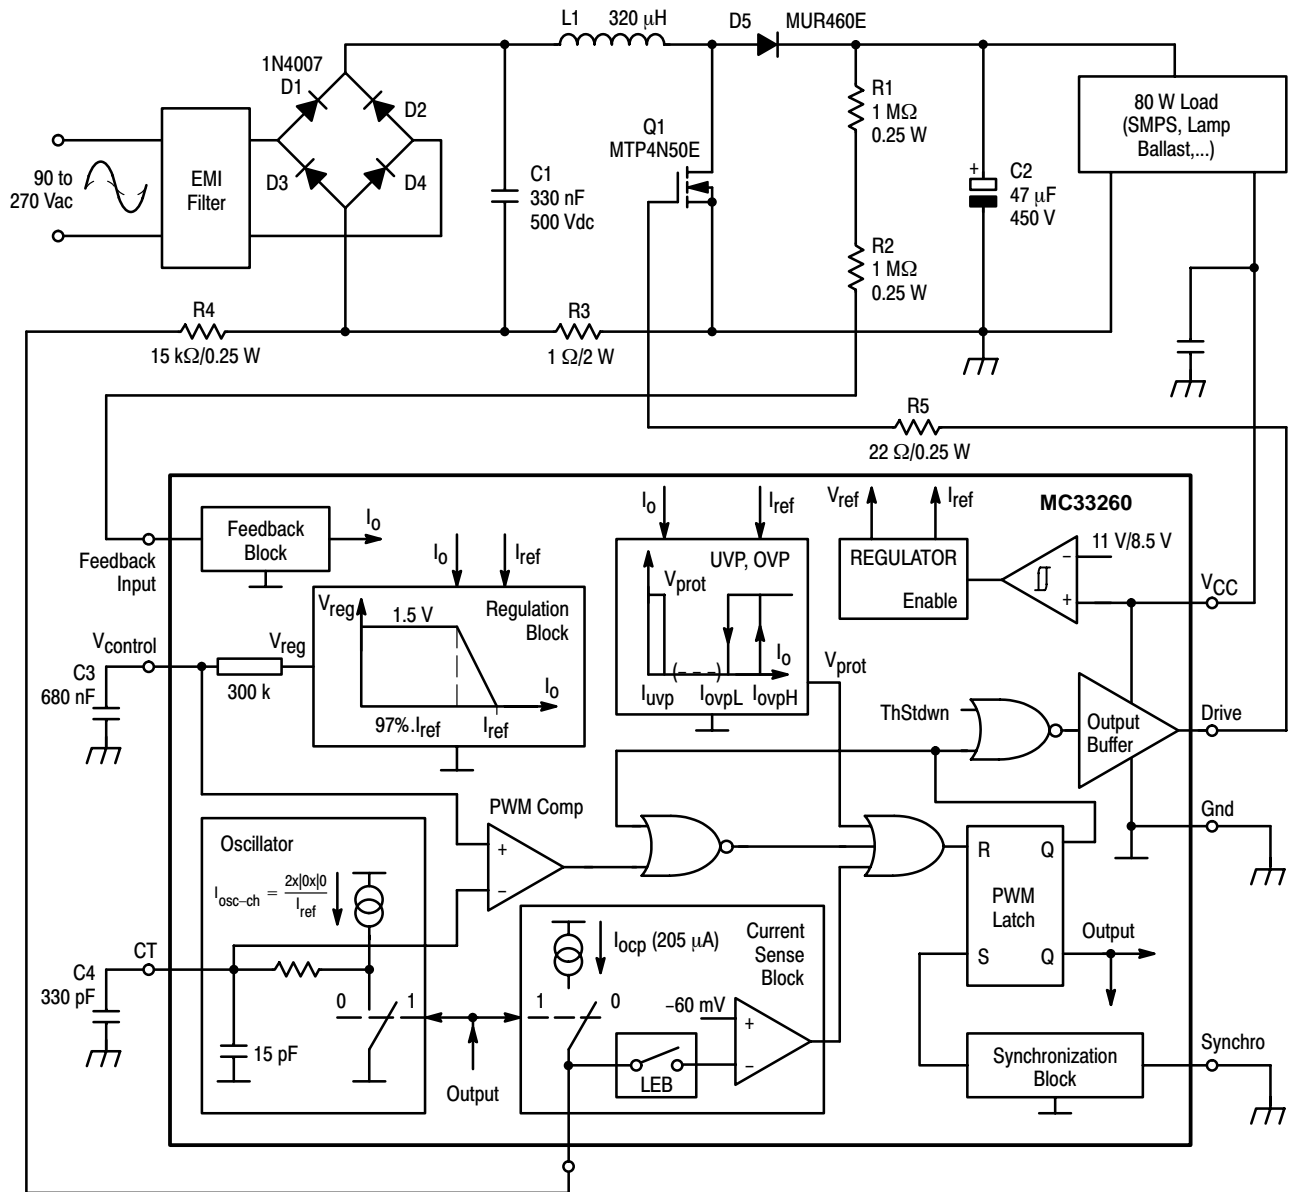 L1 320 μH
D5 MUR460E
1N4007
D1
D2
D3
D4
EMI
Filter
90 to
270 Vac
C1
330 nF
500 Vdc
Q1
MTP4N50E
R1
1 MΩ
0.25 W
R2
1 MΩ
0.25 W
+
C2
47 μF
450 V
80 W Load
(SMPS, Lamp
Ballast,...)
R4
15 kΩ/0.25 W
R3
1 Ω/2 W
R5
22 Ω/0.25 W
MC33260
Feedback
Input
Feedback
Block
Io
Io
Iref
Vreg
1.5 V
Regulation
Block
Io
97%.Iref
Iref
Vcontrol
Vreg
300 k
C3
680 nF
Io
Iref
UVP, OVP
Vprot
Io
Iuvp
(– – –)
IovpL
IovpH
Vprot
Vref
Iref
REGULATOR
Enable
11 V/8.5 V
–
+
VCC
ThStdwn
Output
Buffer
Drive
Gnd
PWM Comp
+
–
Oscillator
Iosc–ch = 2x|0x|0 / Iref
CT
C4
330 pF
15 pF
0 1
Output
Iocp (205 μA)
Current
Sense
Block
1 0
–60 mV
+
–
LEB
R Q
PWM
Latch
S Q
Output
Synchronization
Block
Synchro